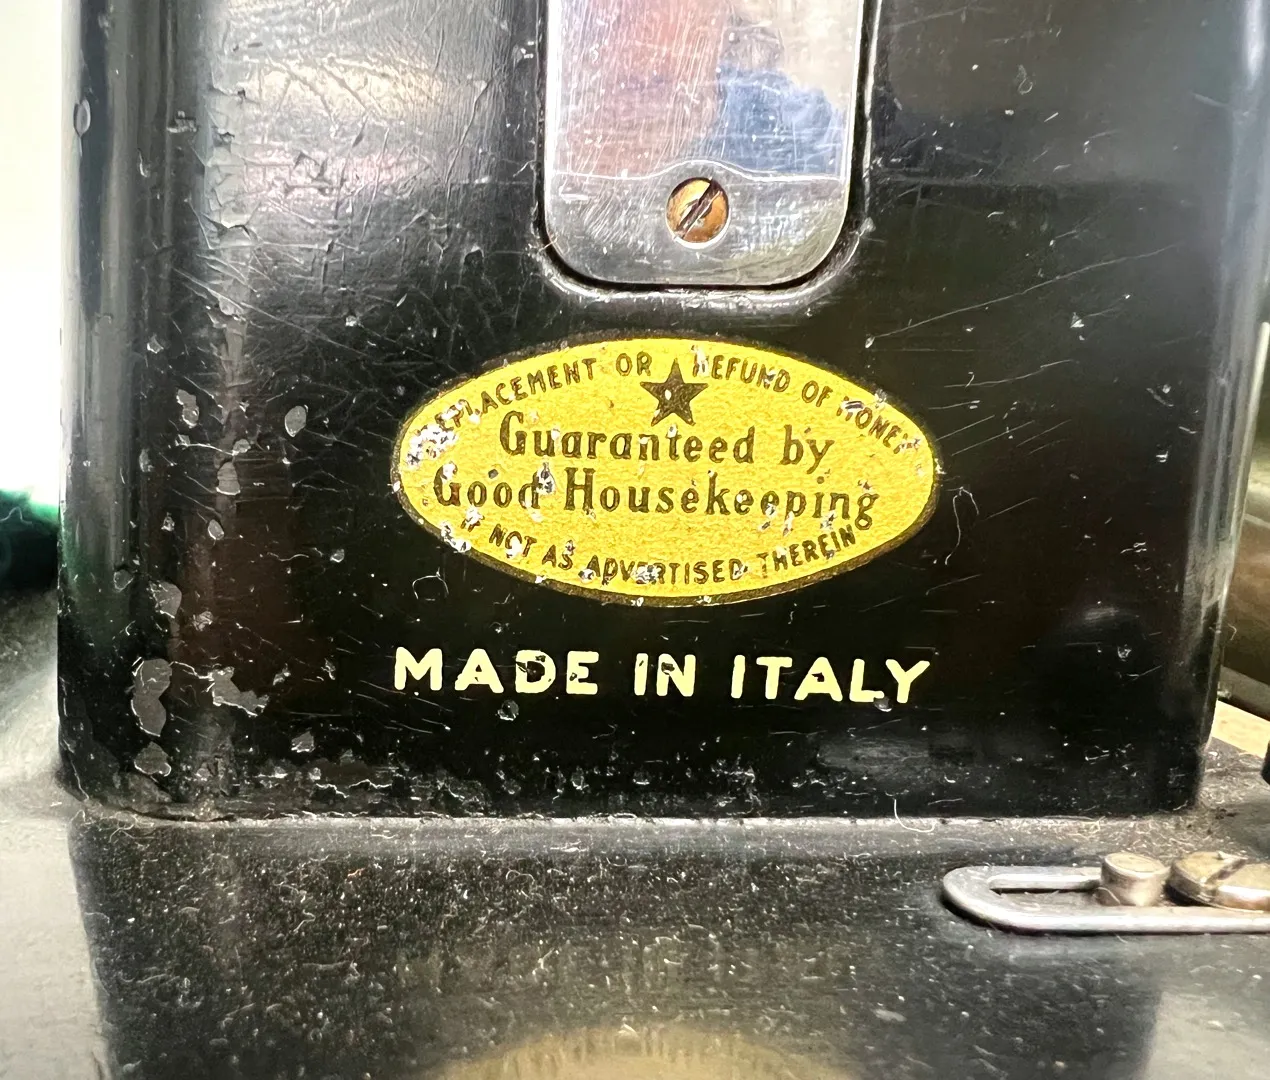 REPLACEMENT OR REFUND OF MONEY
Guaranteed by
Good Housekeeping
IF NOT AS ADVERTISED THEREIN
MADE IN ITALY